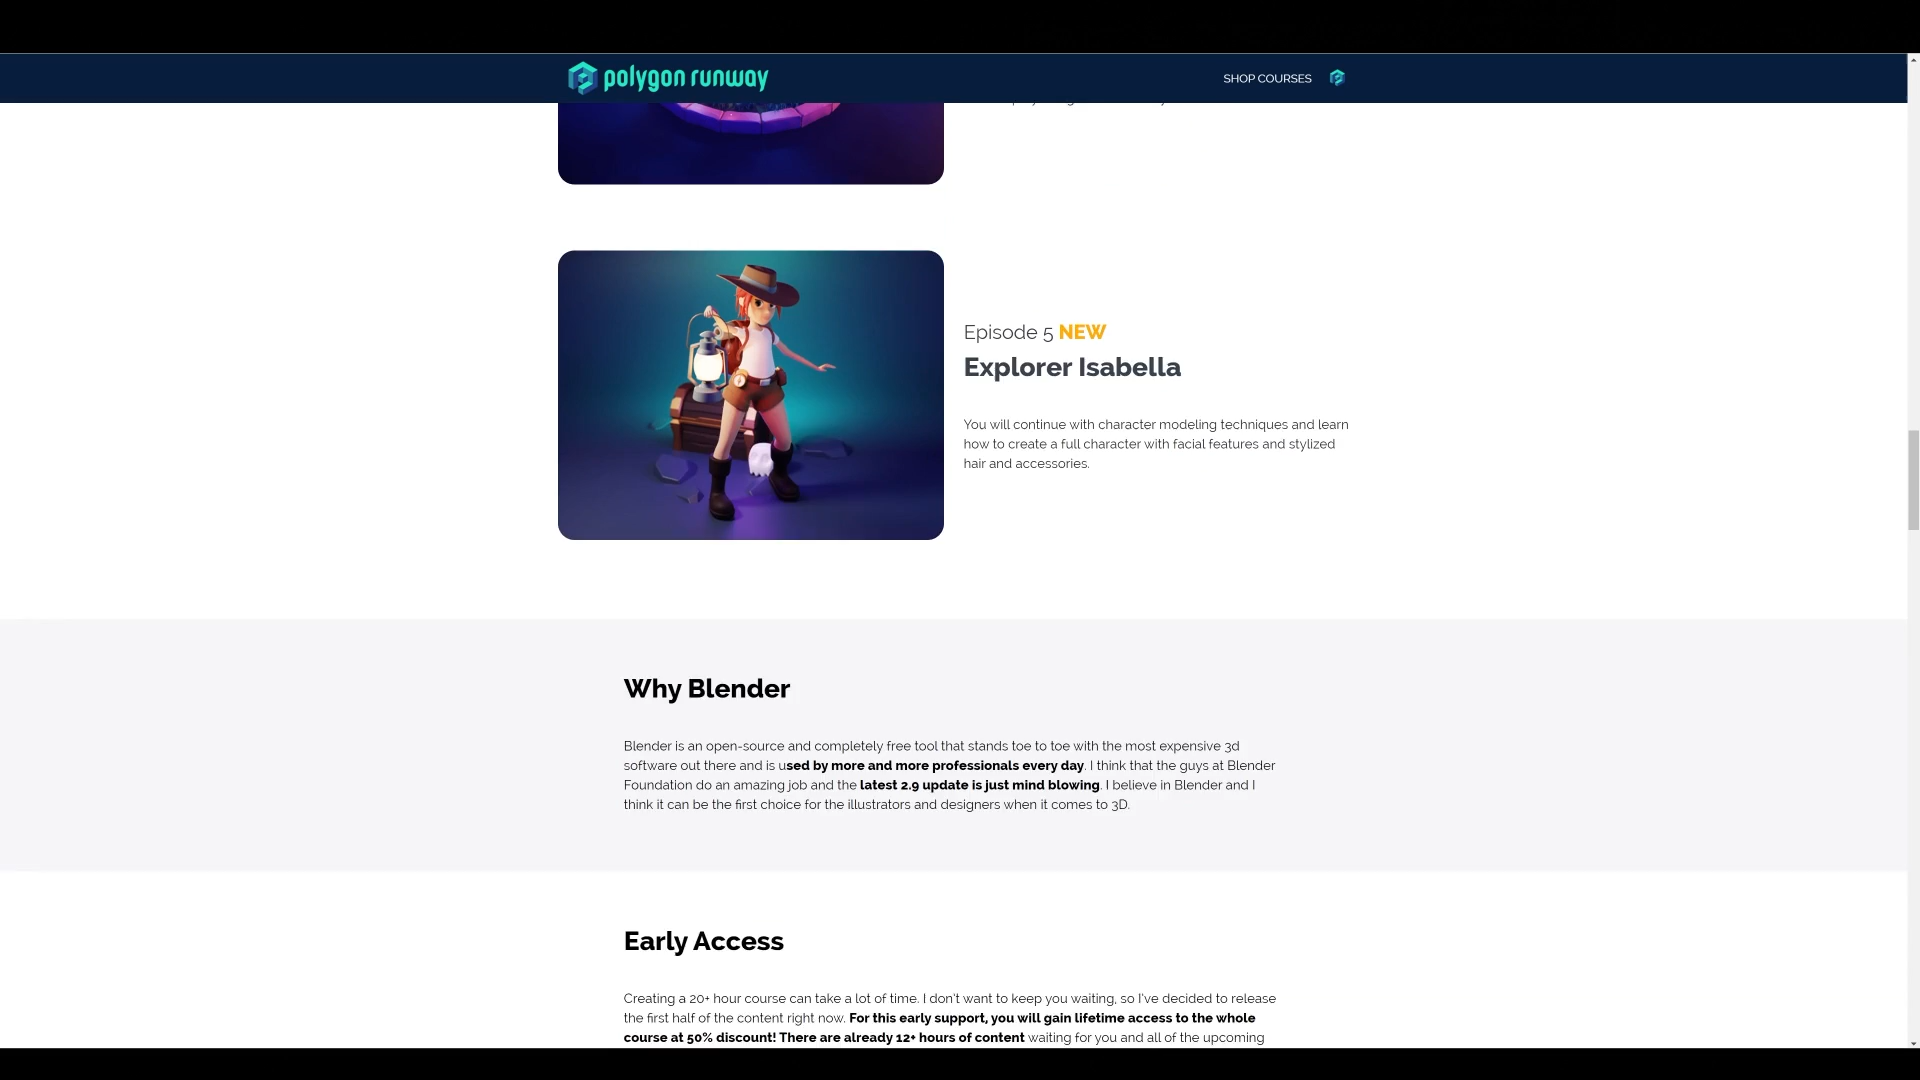 polygon runway
SHOP COURSES
Episode 5 NEW
Explorer Isabella
You will continue with character modeling techniques and learn
how to create a full character with facial features and stylized
hair and accessories.
Why Blender
Blender is an open-source and completely free tool that stands toe to toe with the most expensive 3d
software out there and is used by more and more professionals every day. I think that the guys at Blender
Foundation do an amazing job and the latest 2.9 update is just mind blowing. I believe in Blender and I
think it can be the first choice for the illustrators and designers when it comes to 3D.
Early Access
Creating a 20+ hour course can take a lot of time. I don't want to keep you waiting, so I've decided to release
the first half of the content right now. For this early support, you will gain lifetime access to the whole
course at 50% discount! There are already 12+ hours of content waiting for you and all of the upcoming